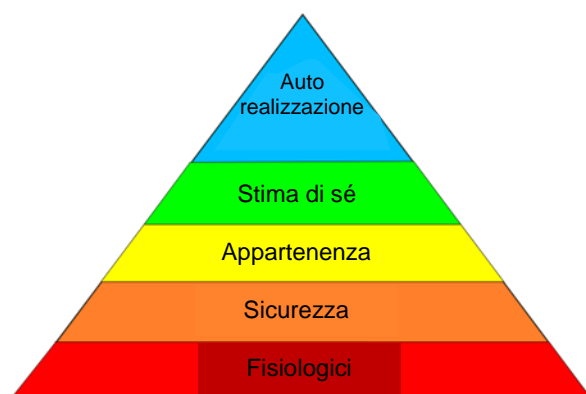 Auto
realizzazione
Stima di sé
Appartenenza
Sicurezza
Fisiologici